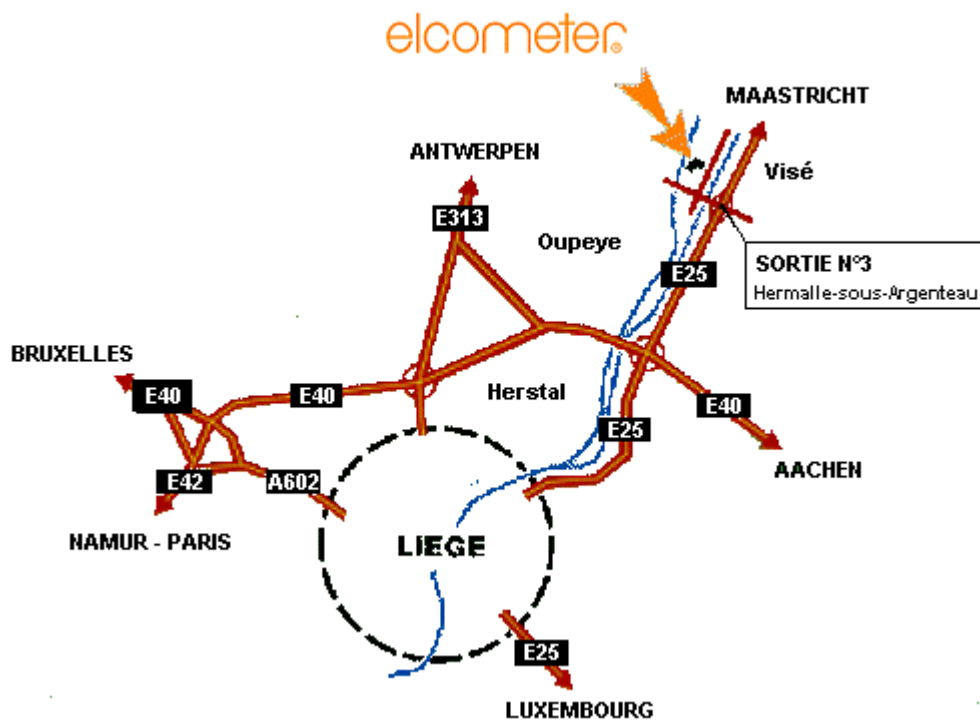 elcometer®
MAASTRICHT
ANTWERPEN
Visé
E313
Oupeye
SORTIE N°3
Hermalle-sous-Argenteau
E25
BRUXELLES
E40
E40
Herstal
E40
E25
AACHEN
E42
A602
NAMUR - PARIS
LIEGE
E25
LUXEMBOURG